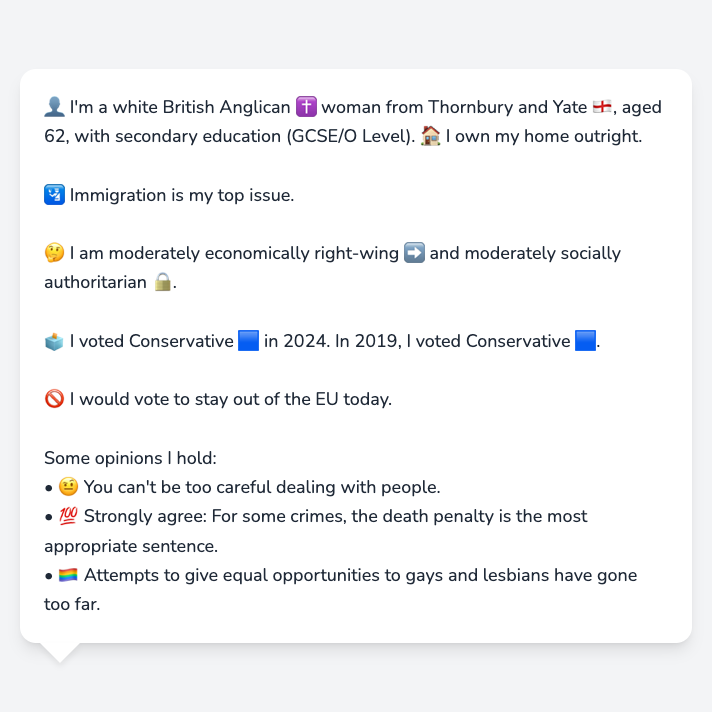 👤 I'm a white British Anglican ✝️ woman from Thornbury and Yate 🏴󠁧󠁢󠁥󠁮󠁧󠁿, aged
62, with secondary education (GCSE/O Level). 🏠 I own my home outright.
🛂 Immigration is my top issue.
🤔 I am moderately economically right-wing ➡️ and moderately socially
authoritarian 🔒.
🗳️ I voted Conservative 🟦 in 2024. In 2019, I voted Conservative 🟦.
🚫 I would vote to stay out of the EU today.
Some opinions I hold:
• 🤨 You can't be too careful dealing with people.
• 💯 Strongly agree: For some crimes, the death penalty is the most
appropriate sentence.
• 🏳️‍🌈 Attempts to give equal opportunities to gays and lesbians have gone
too far.